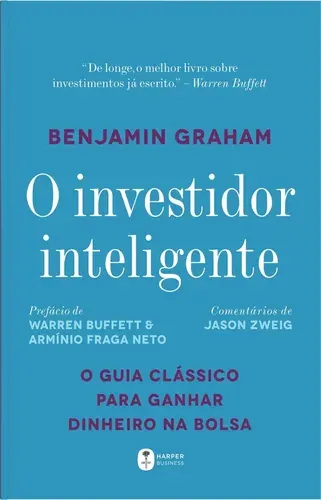 “De longe, o melhor livro sobre
investimentos já escrito.” – Warren Buffett
BENJAMIN GRAHAM
O investidor
inteligente
Prefácio de
WARREN BUFFETT &
ARMÍNIO FRAGA NETO
Comentários de
JASON ZWEIG
O GUIA CLÁSSICO
PARA GANHAR
DINHEIRO NA BOLSA
HARPER
BUSINESS